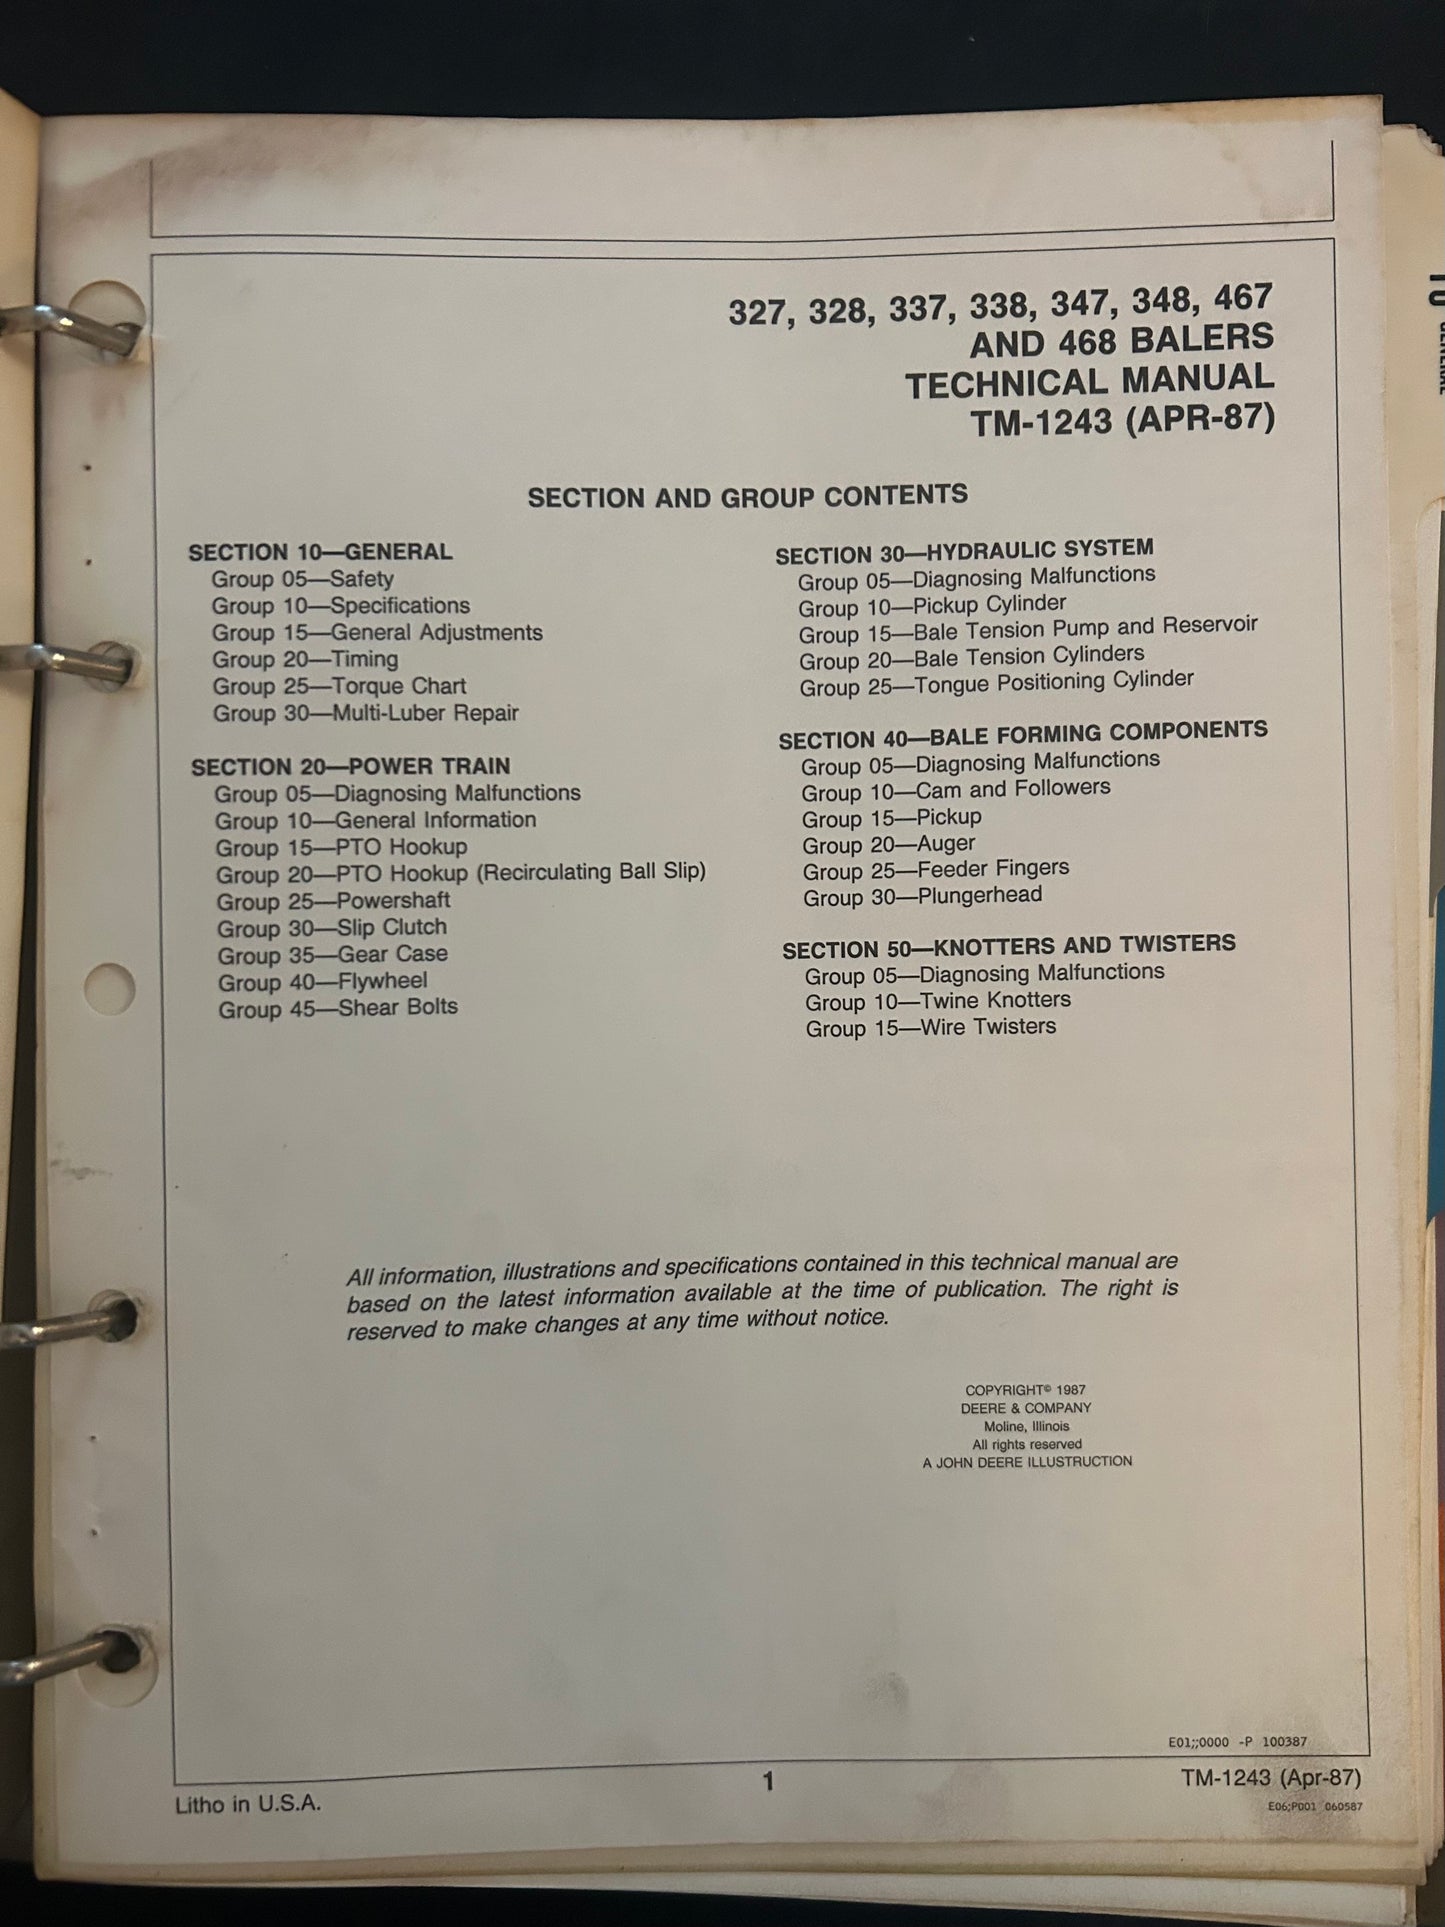 327, 328, 337, 338, 347, 348, 467
AND 468 BALERS
TECHNICAL MANUAL
TM-1243 (APR-87)
SECTION AND GROUP CONTENTS
SECTION 10—GENERAL
Group 05—Safety
Group 10—Specifications
Group 15—General Adjustments
Group 20—Timing
Group 25—Torque Chart
Group 30—Multi-Luber Repair
SECTION 20—POWER TRAIN
Group 05—Diagnosing Malfunctions
Group 10—General Information
Group 15—PTO Hookup
Group 20—PTO Hookup (Recirculating Ball Slip)
Group 25—Powershaft
Group 30—Slip Clutch
Group 35—Gear Case
Group 40—Flywheel
Group 45—Shear Bolts
SECTION 30—HYDRAULIC SYSTEM
Group 05—Diagnosing Malfunctions
Group 10—Pickup Cylinder
Group 15—Bale Tension Pump and Reservoir
Group 20—Bale Tension Cylinders
Group 25—Tongue Positioning Cylinder
SECTION 40—BALE FORMING COMPONENTS
Group 05—Diagnosing Malfunctions
Group 10—Cam and Followers
Group 15—Pickup
Group 20—Auger
Group 25—Feeder Fingers
Group 30—Plungerhead
SECTION 50—KNOTTERS AND TWISTERS
Group 05—Diagnosing Malfunctions
Group 10—Twine Knotters
Group 15—Wire Twisters
All information, illustrations and specifications contained in this technical manual are
based on the latest information available at the time of publication. The right is
reserved to make changes at any time without notice.
COPYRIGHT© 1987
DEERE & COMPANY
Moline, Illinois
All rights reserved
A JOHN DEERE ILLUSTRUCTION
E01;;0000 -P 100387
Litho in U.S.A.
1
TM-1243 (Apr-87)
E06;P001 060587